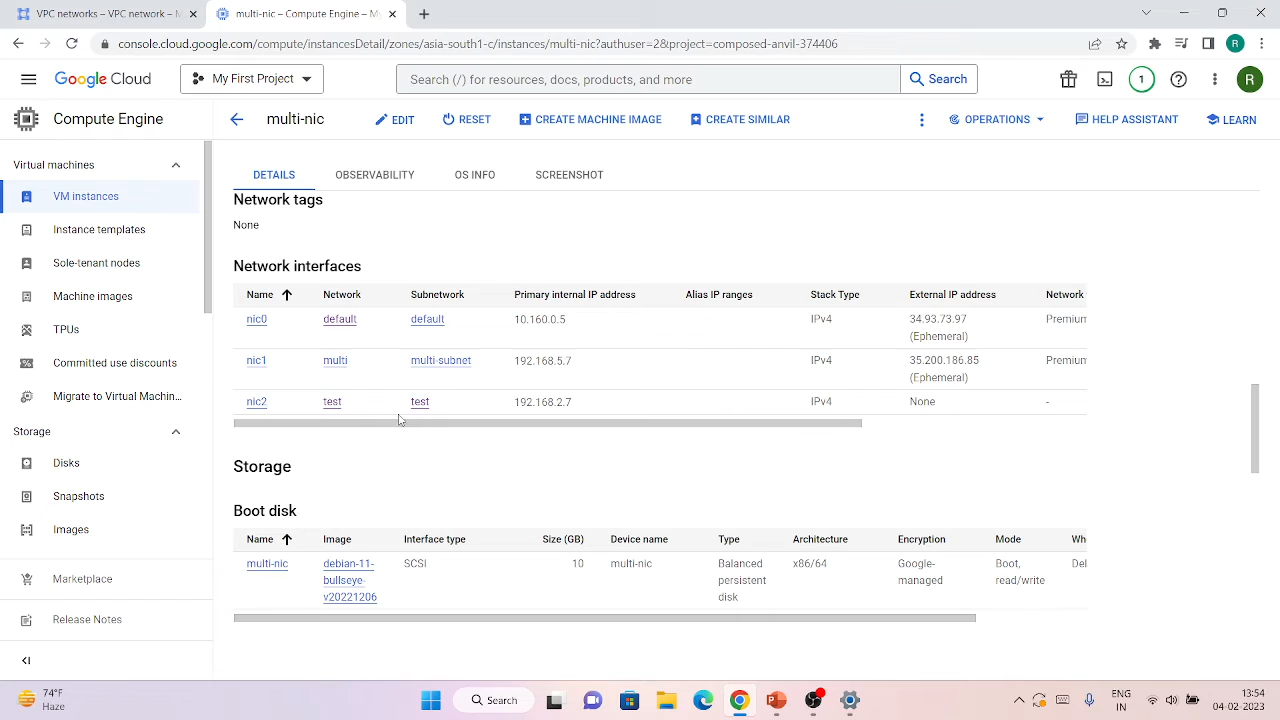 VPC networks – VPC network – 
multi-nic – Compute Engine – My
console.cloud.google.com/compute/instancesDetail/zones/asia-south1-c/instances/multi-nic?authuser=2&project=composed-anvil-374406
R
Google Cloud
My First Project
Search (/) for resources, docs, products, and more
Search
1
R
Compute Engine
multi-nic
EDIT
RESET
CREATE MACHINE IMAGE
CREATE SIMILAR
OPERATIONS
HELP ASSISTANT
LEARN
Virtual machines
VM instances
Instance templates
Sole-tenant nodes
Machine images
TPUs
Committed use discounts
Migrate to Virtual Machin...
Storage
Disks
Snapshots
Images
Marketplace
Release Notes
DETAILS OBSERVABILITY OS INFO SCREENSHOT
Network tags
None
Network interfaces
Name Network Subnetwork Primary internal IP address Alias IP ranges Stack Type External IP address Network
nic0 default default 10.160.0.5 IPv4 34.93.73.97 Premium
(Ephemeral)
nic1 multi multi-subnet 192.168.5.7 IPv4 35.200.186.85 Premium
(Ephemeral)
nic2 test test 192.168.2.7 IPv4 None -
Storage
Boot disk
Name Image Interface type Size (GB) Device name Type Architecture Encryption Mode Wh
multi-nic debian-11- SCSI 10 multi-nic Balanced x86/64 Google- Boot, Del
bullseye- persistent managed read/write
v20221206 disk
74°F
Haze
Search
ENG
IN
13:54
04-02-2023